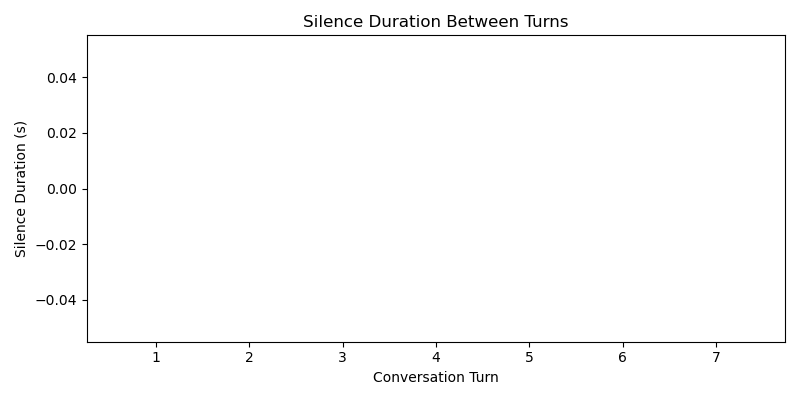 Silence Duration Between Turns
Silence Duration (s)
0.04
0.02
0.00
−0.02
−0.04
1 2 3 4 5 6 7
Conversation Turn